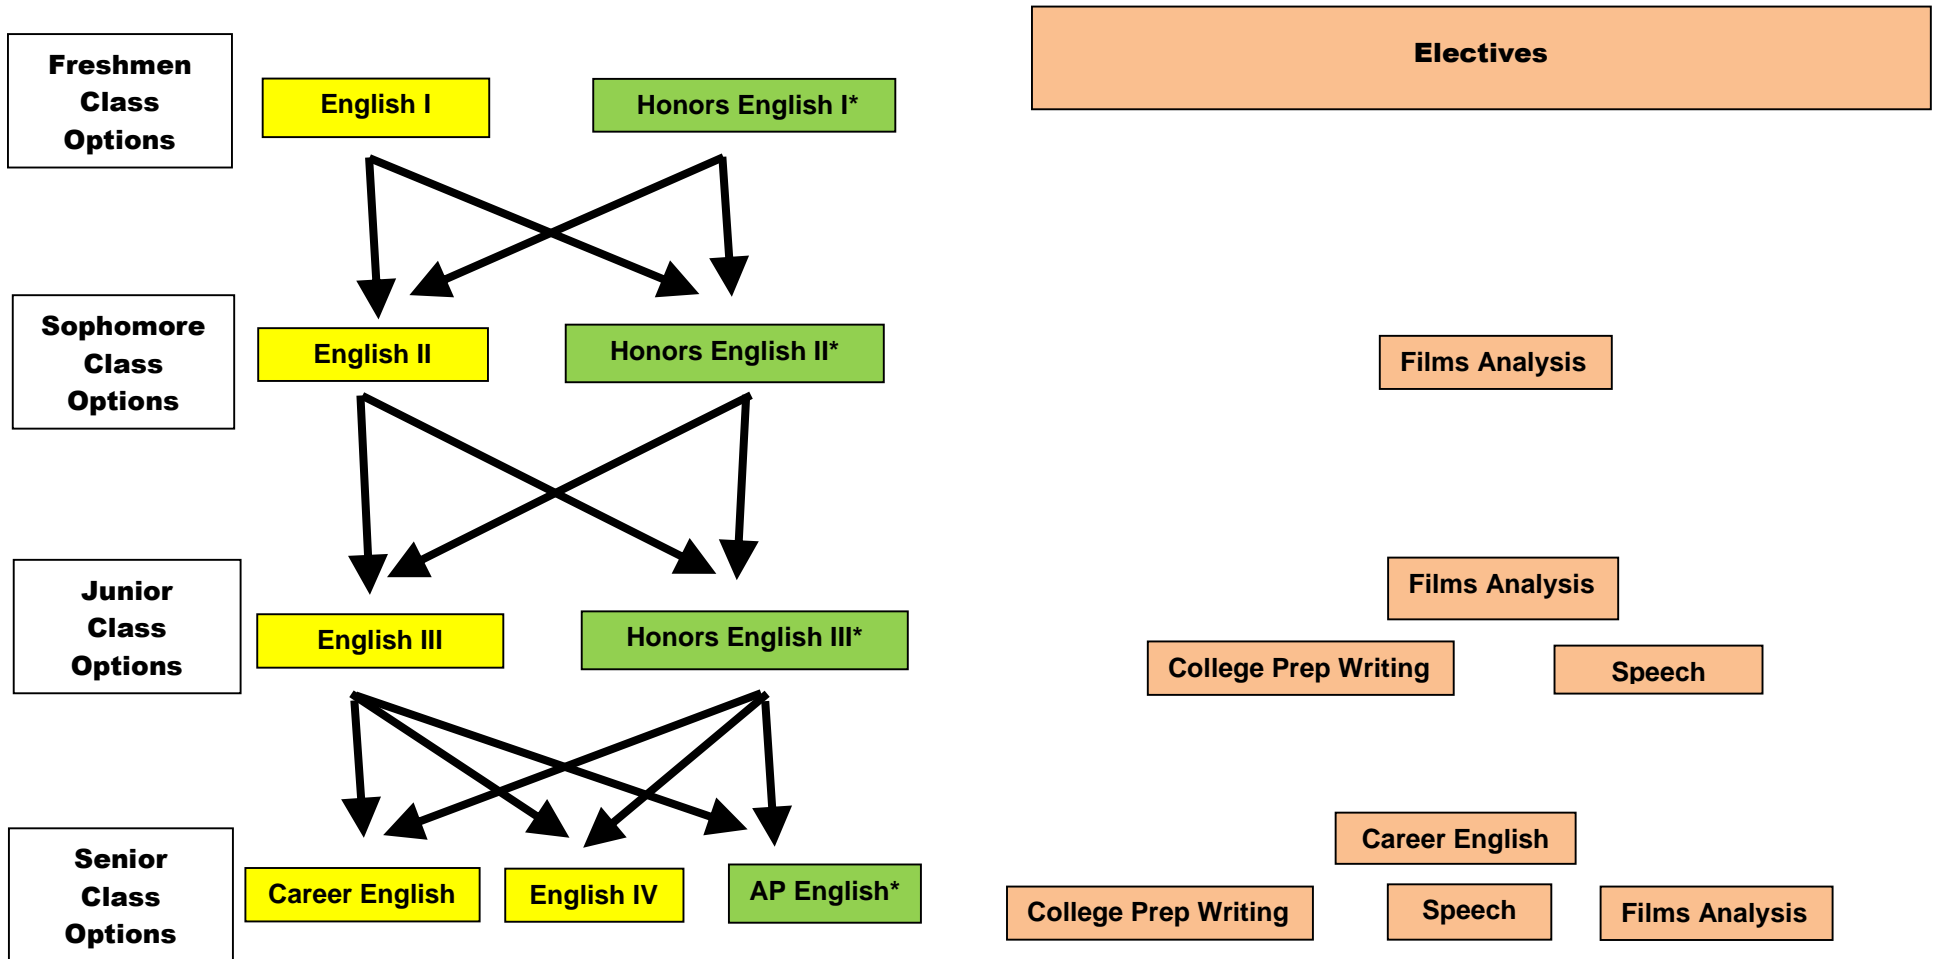 Freshmen
Class
Options
English I
Honors English I*
Electives
Sophomore
Class
Options
English II
Honors English II*
Films Analysis
Junior
Class
Options
English III
Honors English III*
Films Analysis
College Prep Writing
Speech
Senior
Class
Options
Career English
English IV
AP English*
Career English
College Prep Writing
Speech
Films Analysis